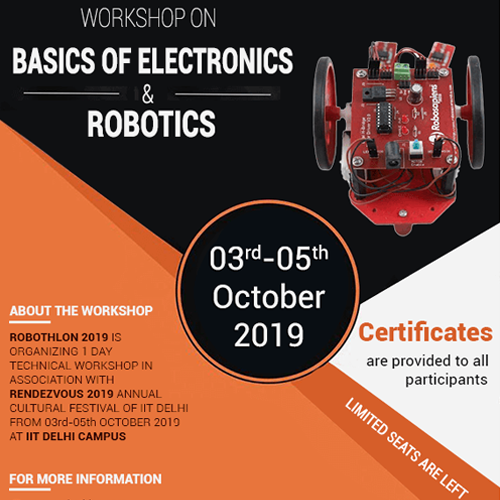 WORKSHOP ON
BASICS OF ELECTRONICS
&
ROBOTICS
Robosapiens
03rd-05th
October
2019
ABOUT THE WORKSHOP
ROBOTHLON 2019 IS
ORGANIZING 1 DAY
TECHNICAL WORKSHOP IN
ASSOCIATION WITH
RENDEZVOUS 2019 ANNUAL
CULTURAL FESTIVAL OF IIT DELHI
FROM 03rd-05th OCTOBER 2019
AT IIT DELHI CAMPUS
Certificates
are provided to all
participants
LIMITED SEATS ARE LEFT
FOR MORE INFORMATION